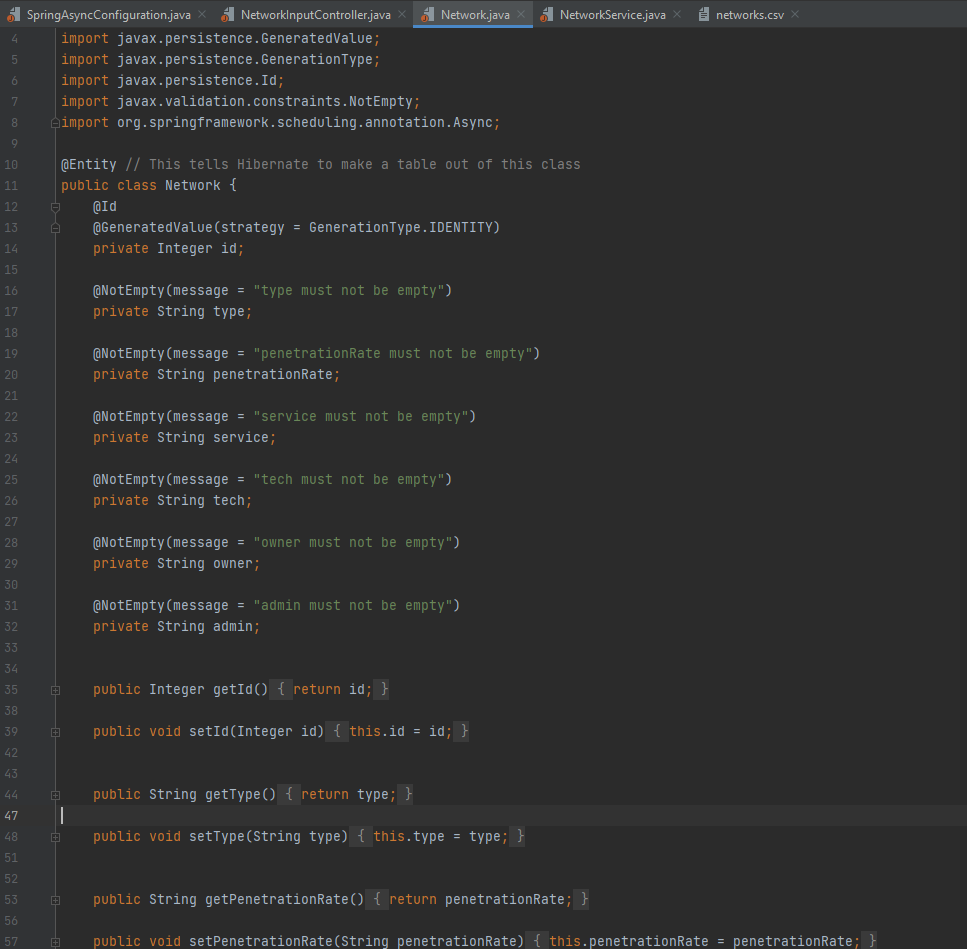 SpringAsyncConfiguration.java NetworkInputController.java Network.java NetworkService.java networks.csv
4 import javax.persistence.GeneratedValue;
5 import javax.persistence.GenerationType;
6 import javax.persistence.Id;
7 import javax.validation.constraints.NotEmpty;
8 import org.springframework.scheduling.annotation.Async;
9
10 @Entity // This tells Hibernate to make a table out of this class
11 public class Network {
12     @Id
13     @GeneratedValue(strategy = GenerationType.IDENTITY)
14     private Integer id;
15
16     @NotEmpty(message = "type must not be empty")
17     private String type;
18
19     @NotEmpty(message = "penetrationRate must not be empty")
20     private String penetrationRate;
21
22     @NotEmpty(message = "service must not be empty")
23     private String service;
24
25     @NotEmpty(message = "tech must not be empty")
26     private String tech;
27
28     @NotEmpty(message = "owner must not be empty")
29     private String owner;
30
31     @NotEmpty(message = "admin must not be empty")
32     private String admin;
33
34
35     public Integer getId() { return id; }
38
39     public void setId(Integer id) { this.id = id; }
42
43
44     public String getType() { return type; }
47
48     public void setType(String type) { this.type = type; }
51
52
53     public String getPenetrationRate() { return penetrationRate; }
56
57     public void setPenetrationRate(String penetrationRate) { this.penetrationRate = penetrationRate; }